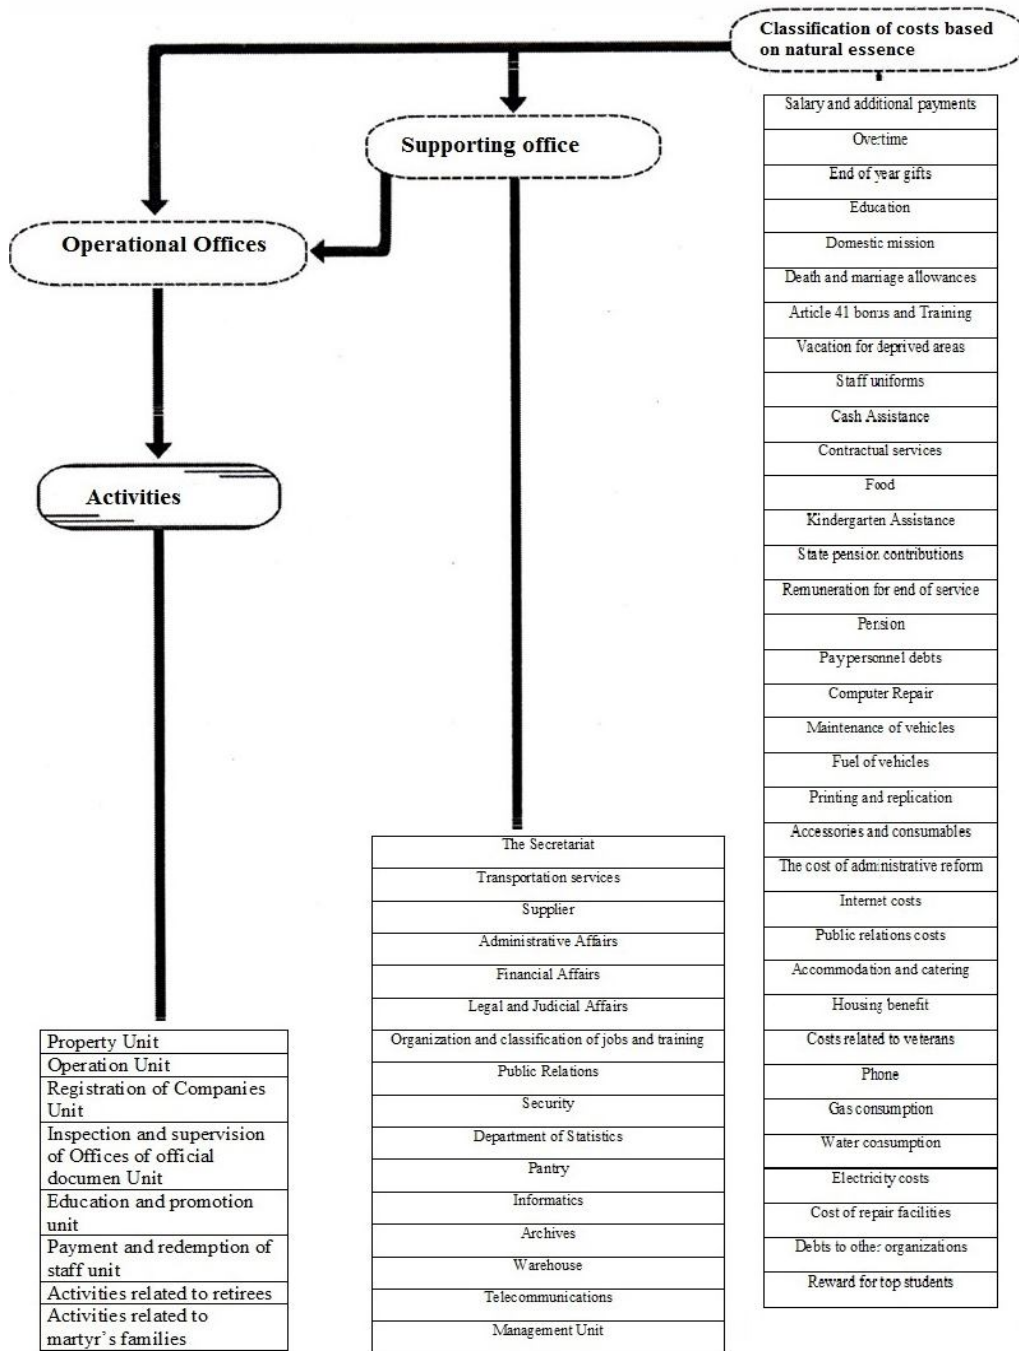 Classification of costs based
on natural essence
Supporting office
Operational Offices
Activities
Salary and additional payments
Overtime
End of year gifts
Education
Domestic mission
Death and marriage allowances
Article 41 bonus and Training
Vacation for deprived areas
Staff uniforms
Cash Assistance
Contractual services
Food
Kindergarten Assistance
State pension contributions
Remuneration for end of service
Pension
Pay personnel debts
Computer Repair
Maintenance of vehicles
Fuel of vehicles
Printing and replication
Accessories and consumables
The cost of administrative reform
Internet costs
Public relations costs
Accommodation and catering
Housing benefit
Costs related to veterans
Phone
Gas consumption
Water consumption
Electricity costs
Cost of repair facilities
Debts to other organizations
Reward for top students
The Secretariat
Transportation services
Supplier
Administrative Affairs
Financial Affairs
Legal and Judicial Affairs
Organization and classification of jobs and training
Public Relations
Security
Department of Statistics
Pantry
Informatics
Archives
Warehouse
Telecommunications
Management Unit
Property Unit
Operation Unit
Registration of Companies
Unit
Inspection and supervision
of Offices of official
documen Unit
Education and promotion
unit
Payment and redemption of
staff unit
Activities related to retirees
Activities related to
martyr's families